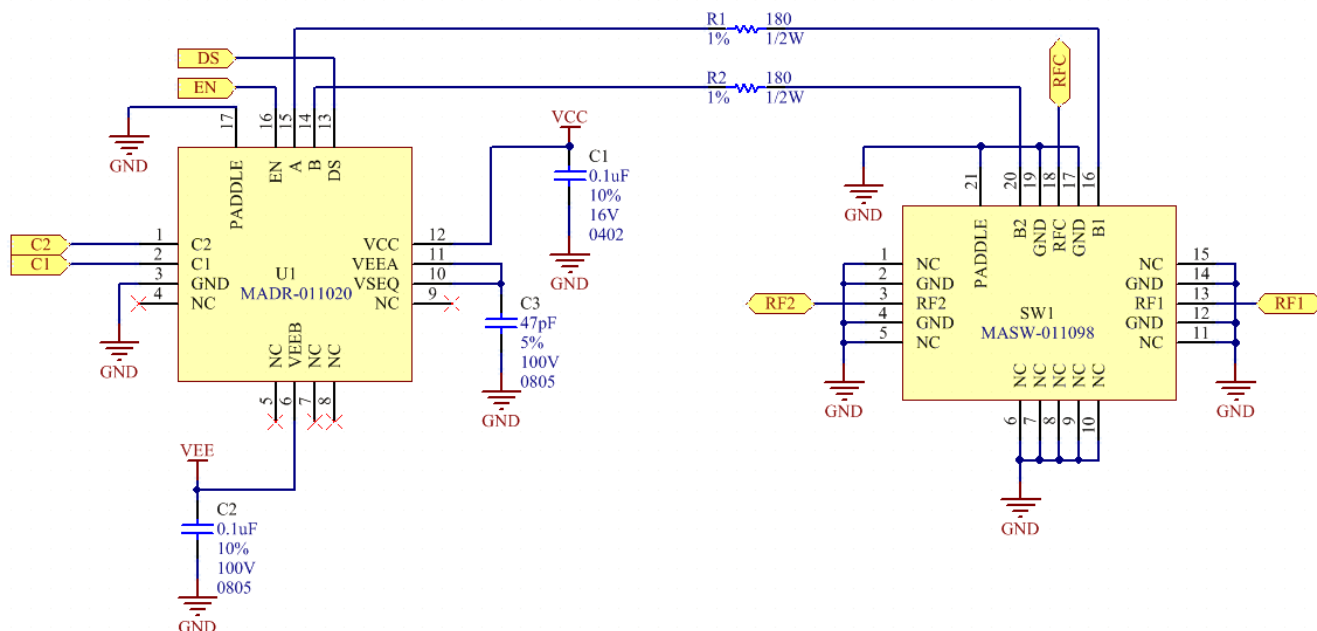 R1 180
1% 1/2W
DS
EN
R2 180
1% 1/2W
RFC
17 16 15 14 13
GND
PADDLE EN A B DS
VCC
C1
0.1uF
10%
16V
0402
GND
C2 1 C2
C1 2 C1
3 GND
4 NC
GND
U1
MADR-011020
VCC 12
VEEA 11
VSEQ 10
NC 9
C3
47pF
5%
100V
0805
GND
NC VEEB NC NC
5 6 7 8
VEE
C2
0.1uF
10%
100V
0805
GND
GND
21 20 19 18 17 16
PADDLE B2 GND RFC GND B1
1 NC
2 GND
RF2 3 RF2
4 GND
5 NC
GND
SW1
MASW-011098
NC 15
GND 14
RF1 13 RF1
GND 12
NC 11
GND
NC NC NC NC NC
6 7 8 9 10
GND